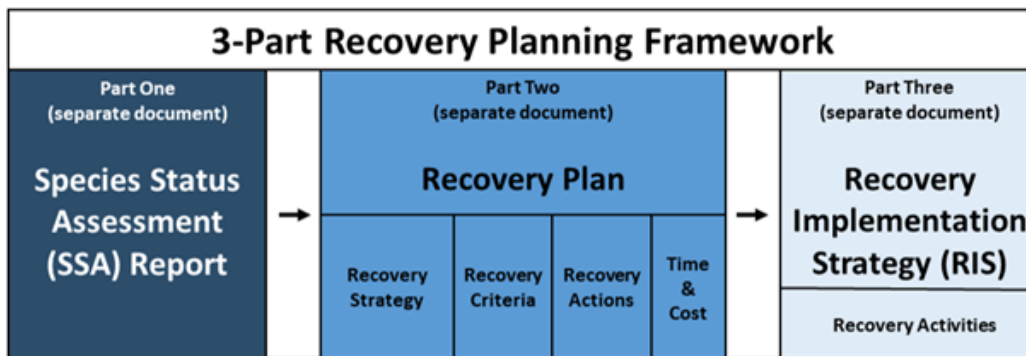 3-Part Recovery Planning Framework
Part One
(separate document)
Species Status
Assessment
(SSA) Report
Part Two
(separate document)
Recovery Plan
Recovery
Strategy
Recovery
Criteria
Recovery
Actions
Time
&
Cost
Part Three
(separate document)
Recovery
Implementation
Strategy (RIS)
Recovery Activities